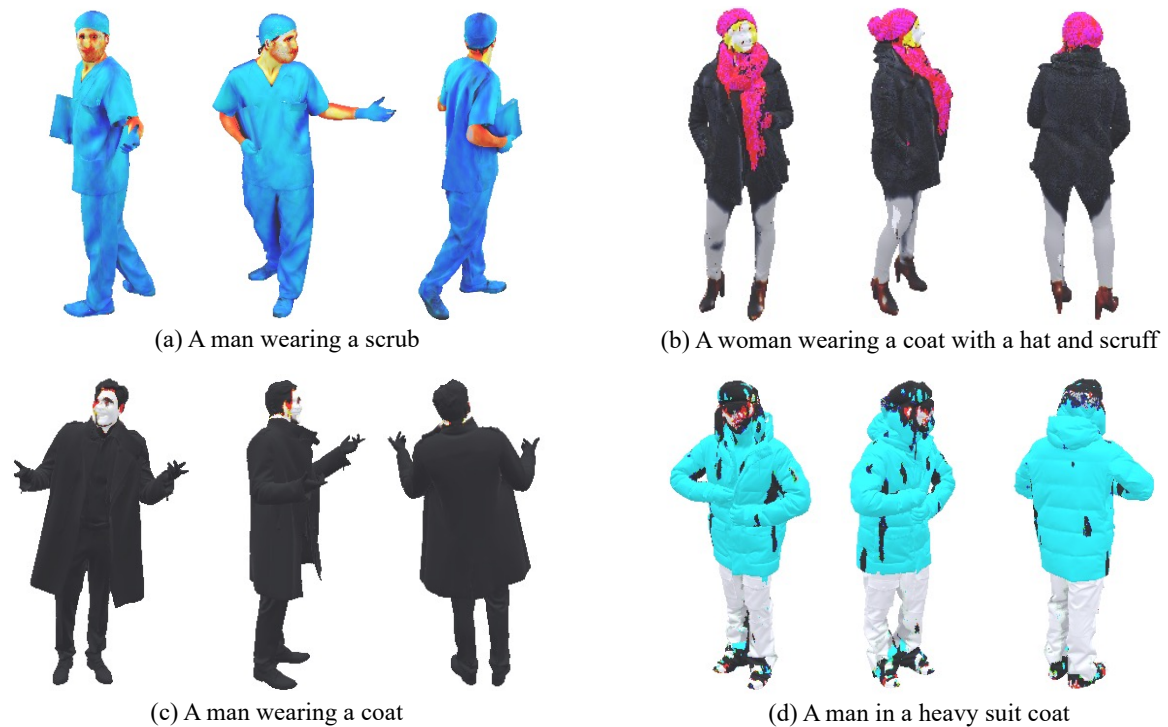 (a) A man wearing a scrub
(b) A woman wearing a coat with a hat and scruff
(c) A man wearing a coat
(d) A man in a heavy suit coat